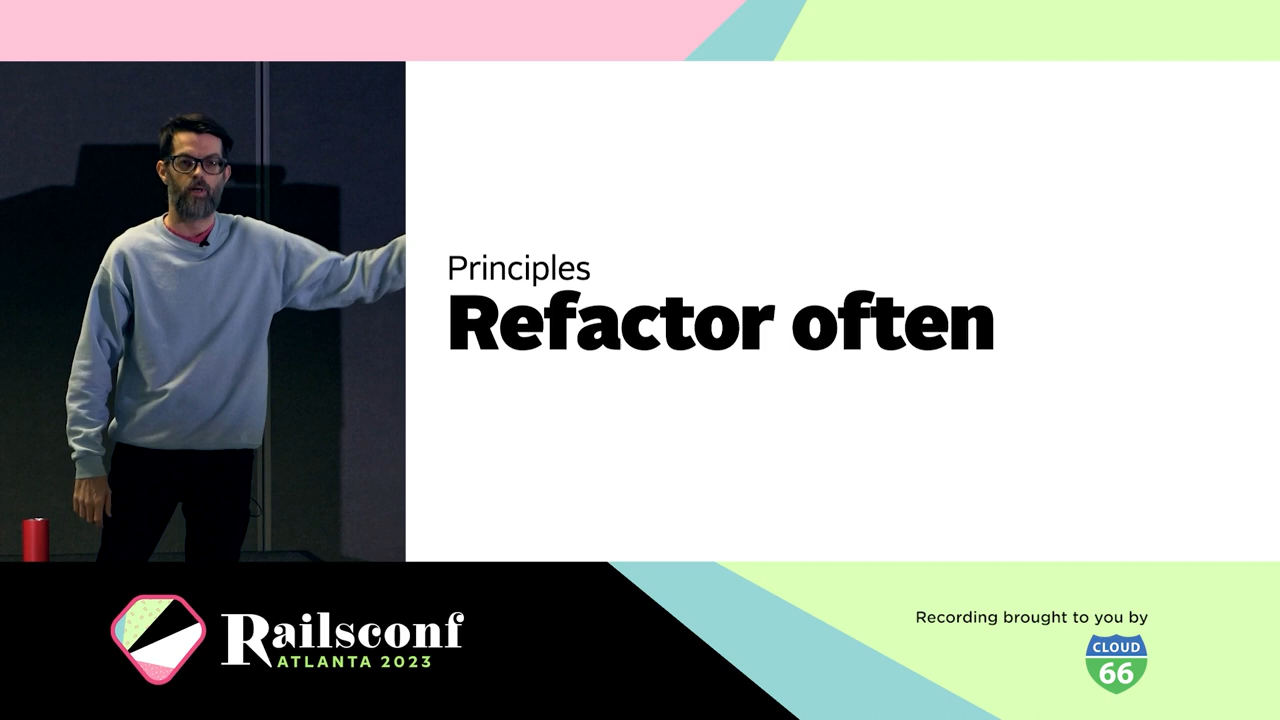 Principles
Refactor often
Railsconf
ATLANTA 2023
Recording brought to you by
CLOUD
66